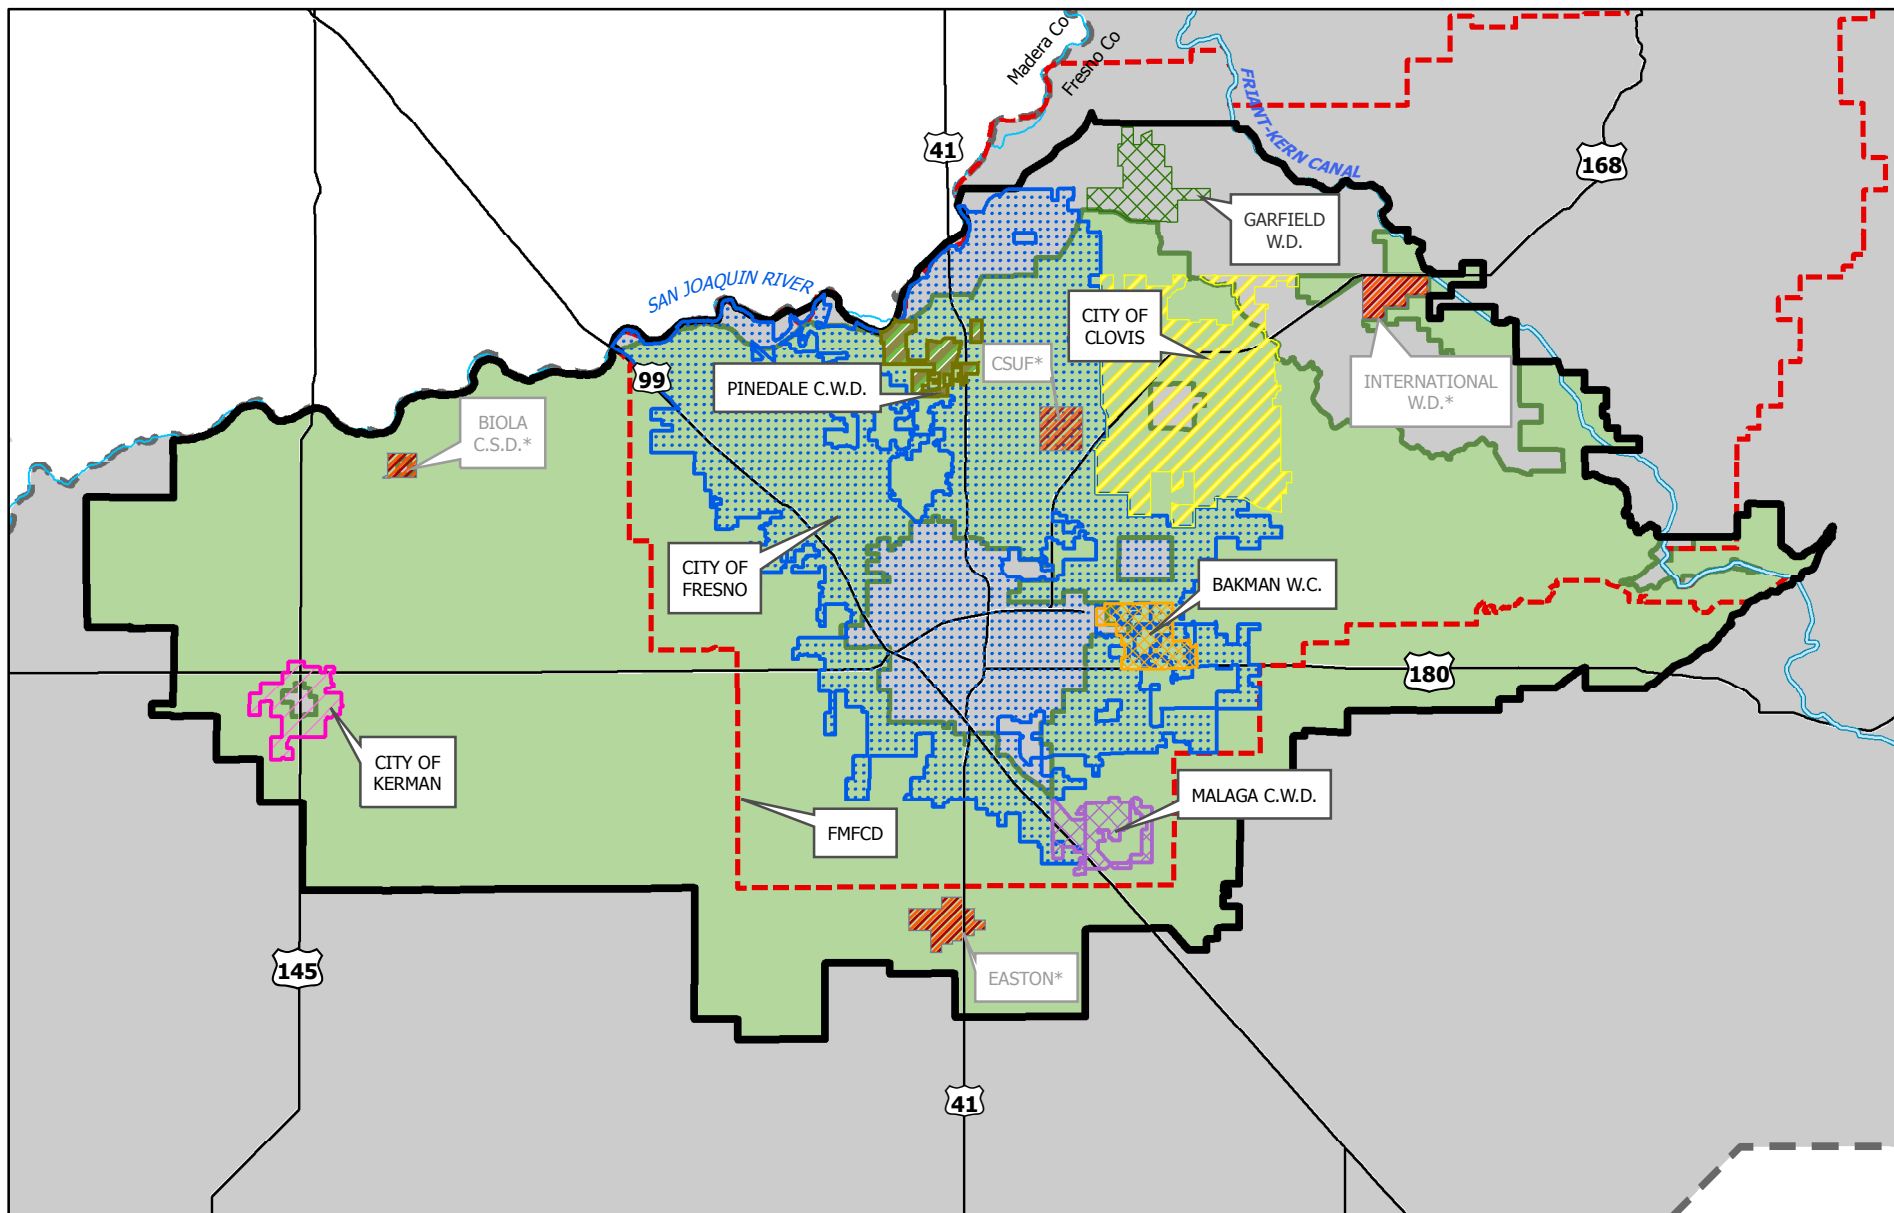 Madera Co
Fresno Co
41
FRIANT-KERN CANAL
168
GARFIELD
W.D.
SAN JOAQUIN RIVER
CITY OF
CLOVIS
CSUF*
99
PINEDALE C.W.D.
INTERNATIONAL
W.D.*
BIOLA
C.S.D.*
CITY OF
FRESNO
BAKMAN W.C.
180
CITY OF
KERMAN
MALAGA C.W.D.
FMFCD
145
EASTON*
41